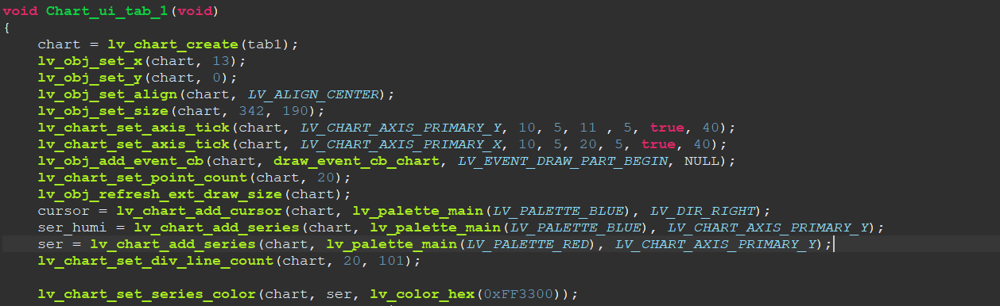 void Chart_ui_tab_1(void)
{
    chart = lv_chart_create(tab1);
    lv_obj_set_x(chart, 13);
    lv_obj_set_y(chart, 0);
    lv_obj_set_align(chart, LV_ALIGN_CENTER);
    lv_obj_set_size(chart, 342, 190);
    lv_chart_set_axis_tick(chart, LV_CHART_AXIS_PRIMARY_Y, 10, 5, 11 , 5, true, 40);
    lv_chart_set_axis_tick(chart, LV_CHART_AXIS_PRIMARY_X, 10, 5, 20, 5, true, 40);
    lv_obj_add_event_cb(chart, draw_event_cb_chart, LV_EVENT_DRAW_PART_BEGIN, NULL);
    lv_chart_set_point_count(chart, 20);
    lv_obj_refresh_ext_draw_size(chart);
    cursor = lv_chart_add_cursor(chart, lv_palette_main(LV_PALETTE_BLUE), LV_DIR_RIGHT);
    ser_humi = lv_chart_add_series(chart, lv_palette_main(LV_PALETTE_BLUE), LV_CHART_AXIS_PRIMARY_Y);
    ser = lv_chart_add_series(chart, lv_palette_main(LV_PALETTE_RED), LV_CHART_AXIS_PRIMARY_Y);
    lv_chart_set_div_line_count(chart, 20, 101);
    lv_chart_set_series_color(chart, ser, lv_color_hex(0xFF3300));